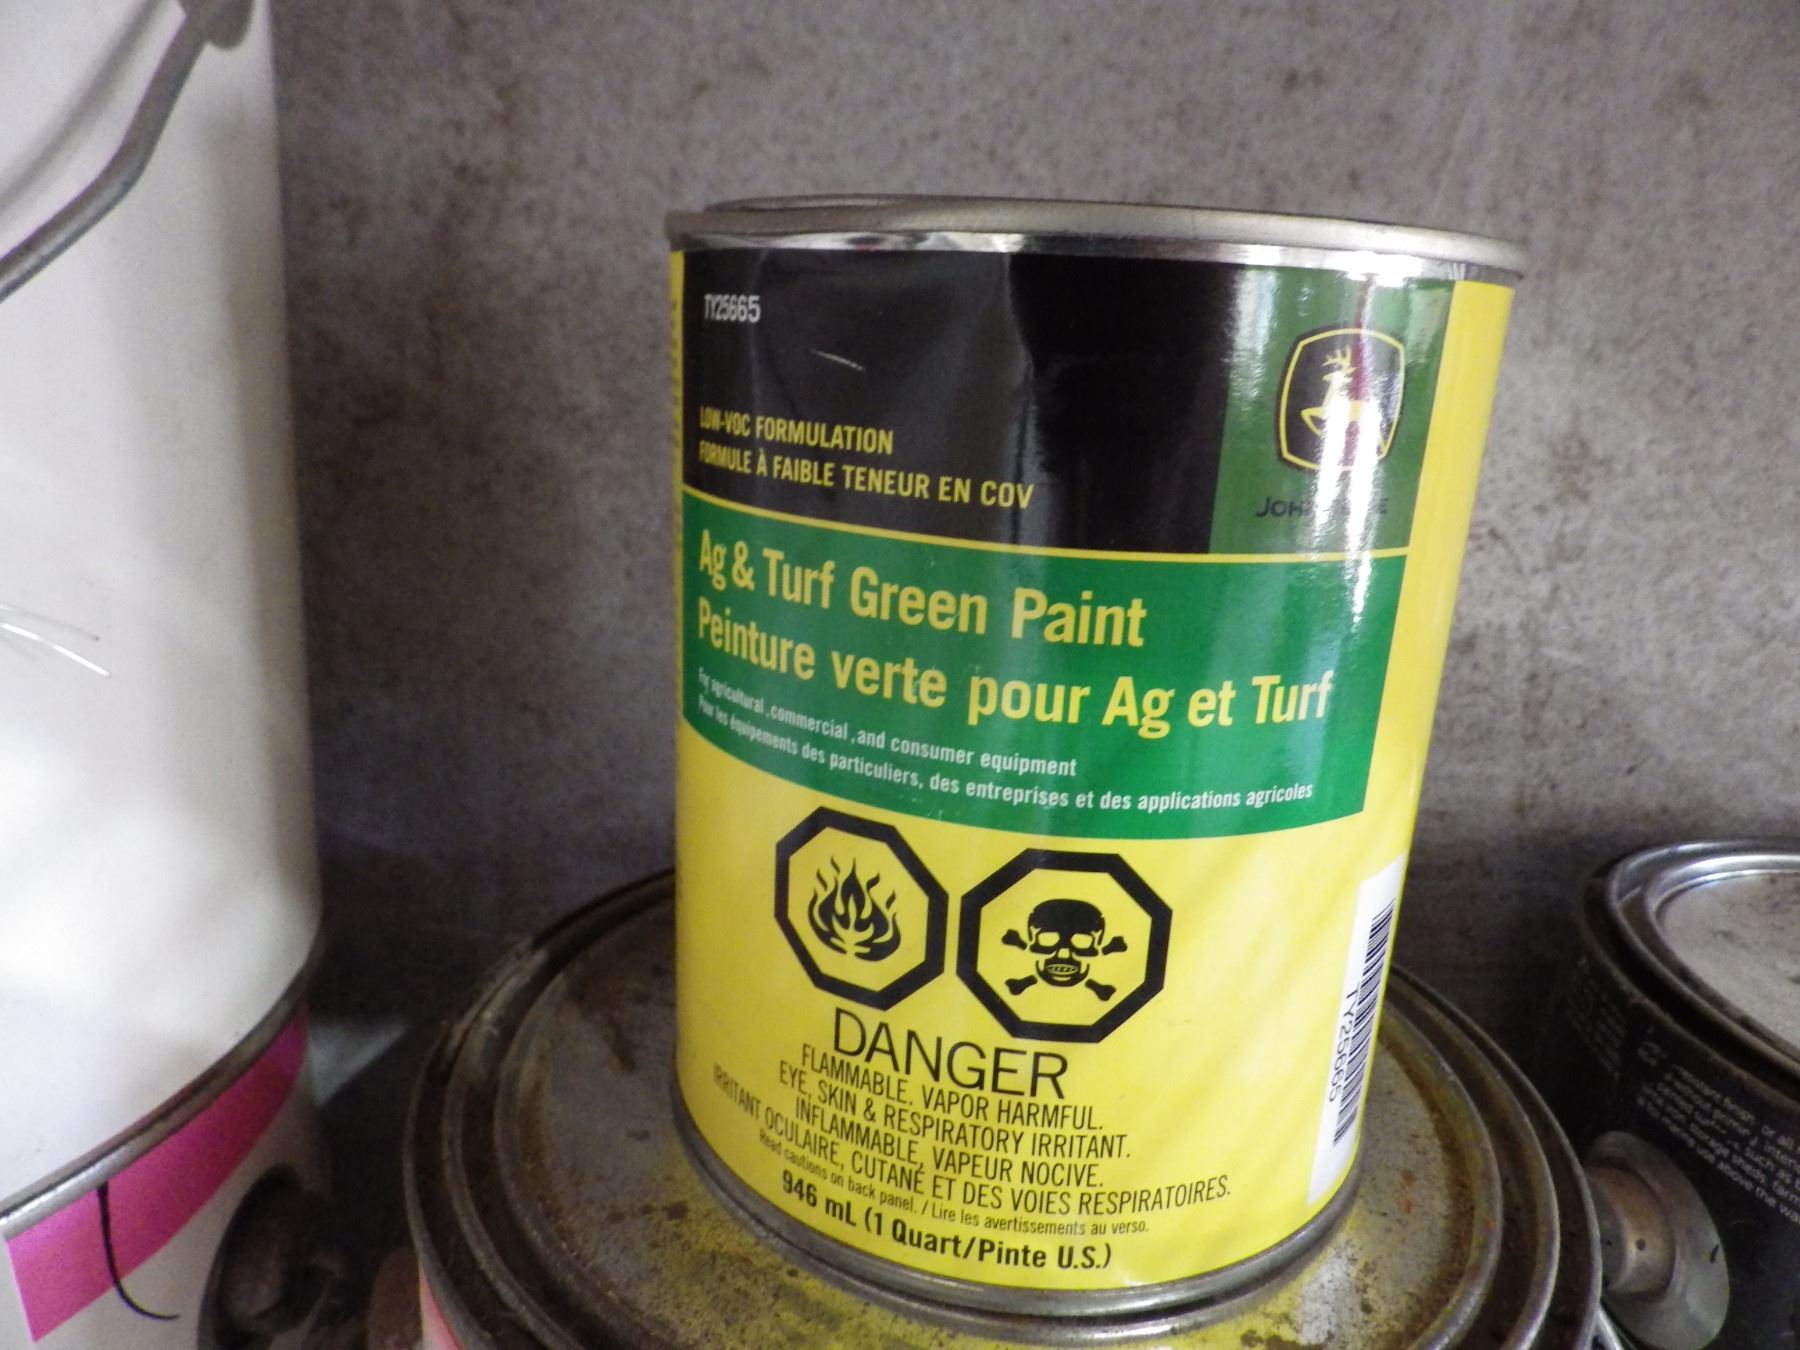 TY25665
LOW-VOC FORMULATION
FORMULE À FAIBLE TENEUR EN COV
JOHN DEERE
Ag & Turf Green Paint
Peinture verte pour Ag et Turf
For agricultural, commercial, and consumer equipment
Pour les équipements des particuliers, des entreprises et des applications agricoles
DANGER
FLAMMABLE. VAPOR HARMFUL.
EYE, SKIN & RESPIRATORY IRRITANT.
INFLAMMABLE, VAPEUR NOCIVE.
IRRITANT OCULAIRE, CUTANÉ ET DES VOIES RESPIRATOIRES.
Read cautions on back panel. / Lire les avertissements au verso.
946 mL (1 Quart/Pinte U.S.)
TY25665